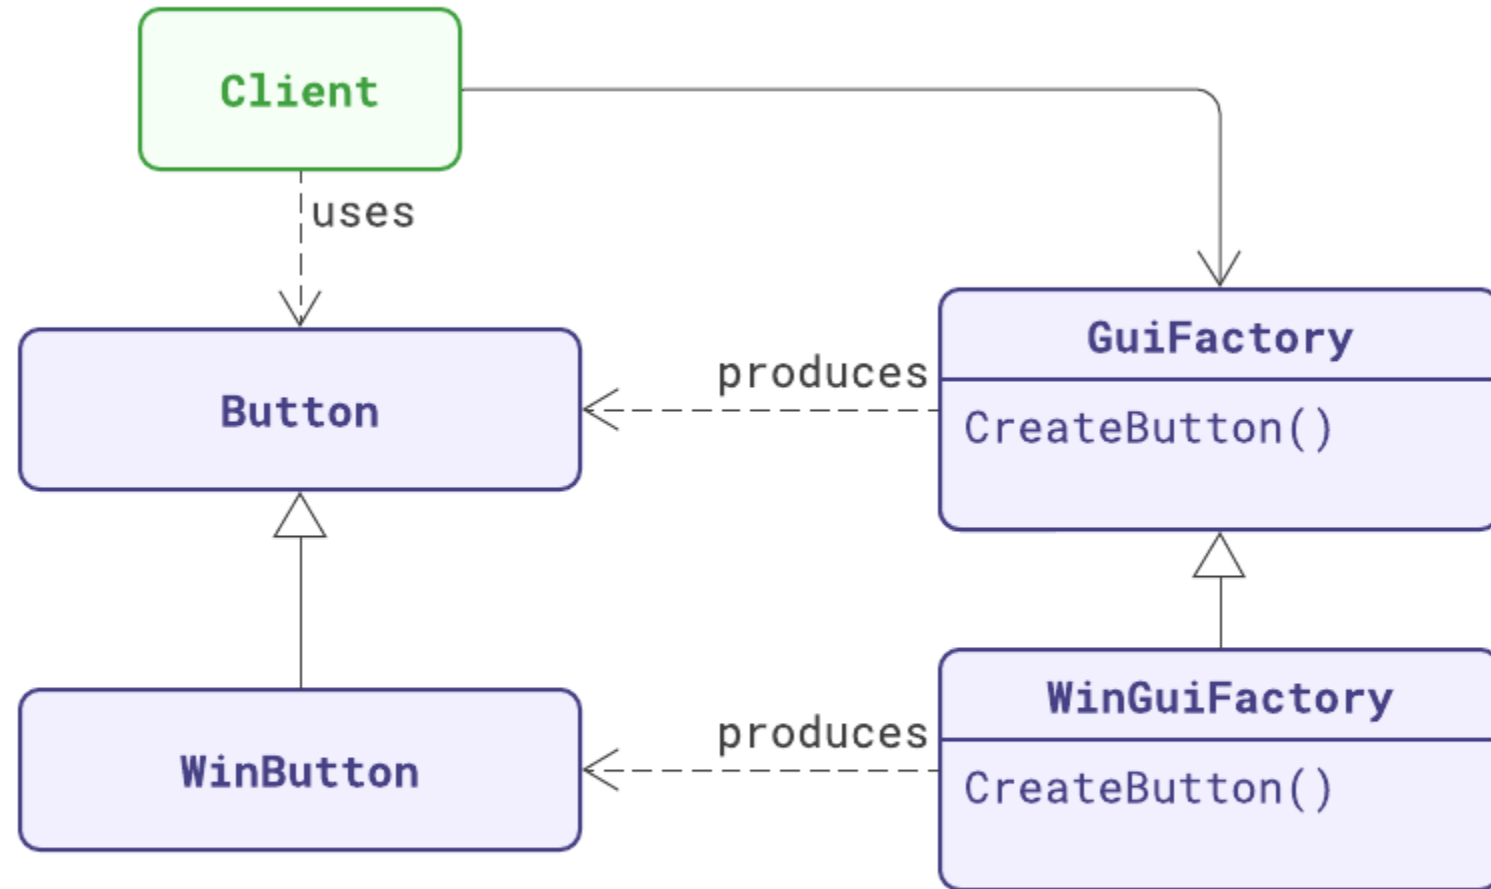 Client
uses
Button
produces
GuiFactory
CreateButton()
WinButton
produces
WinGuiFactory
CreateButton()